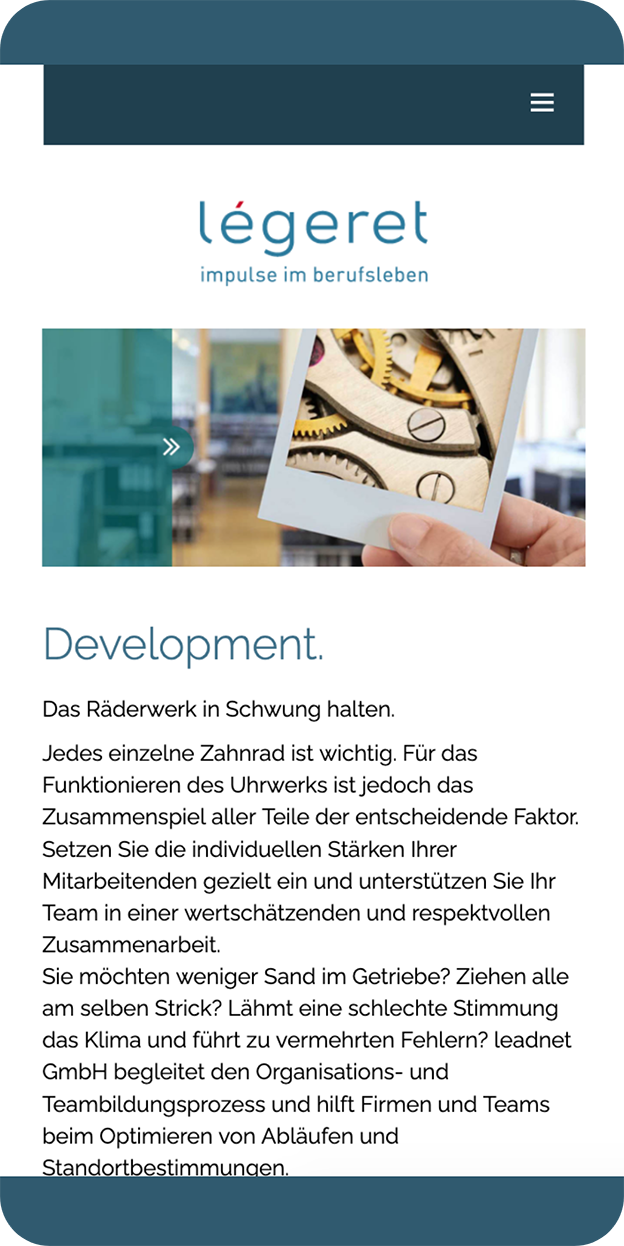 légeret
impulse im berufsleben
Development.
Das Räderwerk in Schwung halten.
Jedes einzelne Zahnrad ist wichtig. Für das
Funktionieren des Uhrwerks ist jedoch das
Zusammenspiel aller Teile der entscheidende Faktor.
Setzen Sie die individuellen Stärken Ihrer
Mitarbeitenden gezielt ein und unterstützen Sie Ihr
Team in einer wertschätzenden und respektvollen
Zusammenarbeit.
Sie möchten weniger Sand im Getriebe? Ziehen alle
am selben Strick? Lähmt eine schlechte Stimmung
das Klima und führt zu vermehrten Fehlern? leadnet
GmbH begleitet den Organisations- und
Teambildungsprozess und hilft Firmen und Teams
beim Optimieren von Abläufen und
Standortbestimmungen.